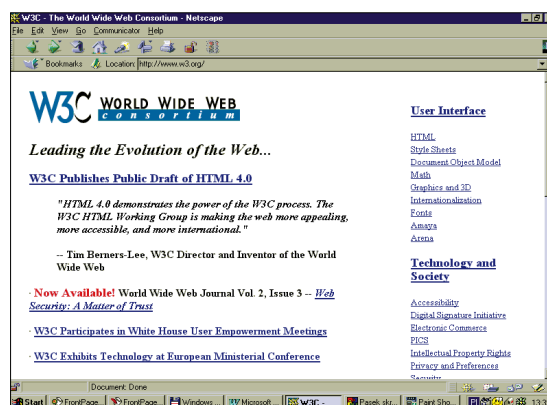 W3C - The World Wide Web Consortium - Netscape
File Edit View Go Communicator Help
Bookmarks Location: http://www.w3.org/
W3C WORLD WIDE WEB
consortium
Leading the Evolution of the Web...
W3C Publishes Public Draft of HTML 4.0
"HTML 4.0 demonstrates the power of the W3C process. The
W3C HTML Working Group is making the web more appealing,
more accessible, and more international."
-- Tim Berners-Lee, W3C Director and Inventor of the World
Wide Web
· Now Available! World Wide Web Journal Vol. 2, Issue 3 -- Web
Security: A Matter of Trust
· W3C Participates in White House User Empowerment Meetings
· W3C Exhibits Technology at European Ministerial Conference
User Interface
HTML
Style Sheets
Document Object Model
Math
Graphics and 3D
Internationalization
Fonts
Amaya
Arena
Technology and
Society
Accessibility
Digital Signature Initiative
Electronic Commerce
PICS
Intellectual Property Rights
Privacy and Preferences
Security
Document: Done
Start FrontPage FrontPage Windows ... Microsoft ... W3C - Pasek skr... Paint Sho... Pl